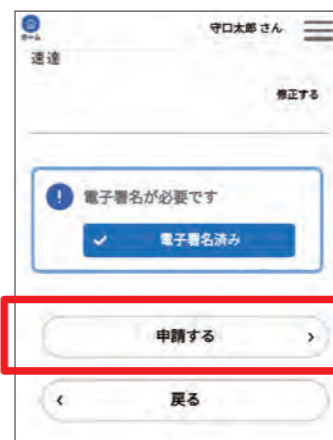 ホーム
守口太郎 さん
速達
修正する
! 電子署名が必要です
✓ 電子署名済み
申請する >
< 戻る